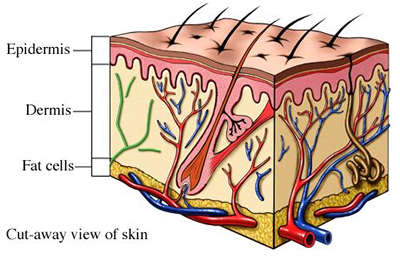 Epidermis
Dermis
Fat cells
Cut-away view of skin